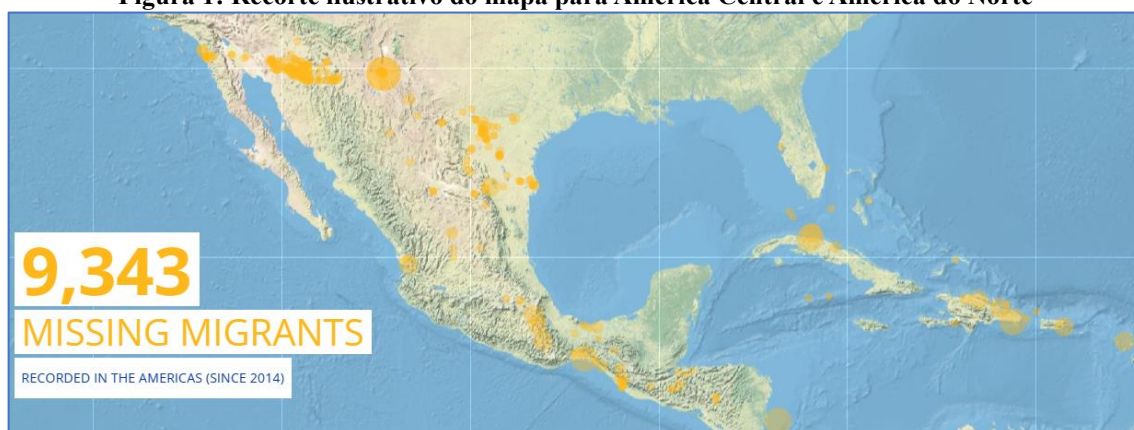 Figura 1: Recorte ilustrativo do mapa para América Central e América do Norte
9,343
MISSING MIGRANTS
RECORDED IN THE AMERICAS (SINCE 2014)